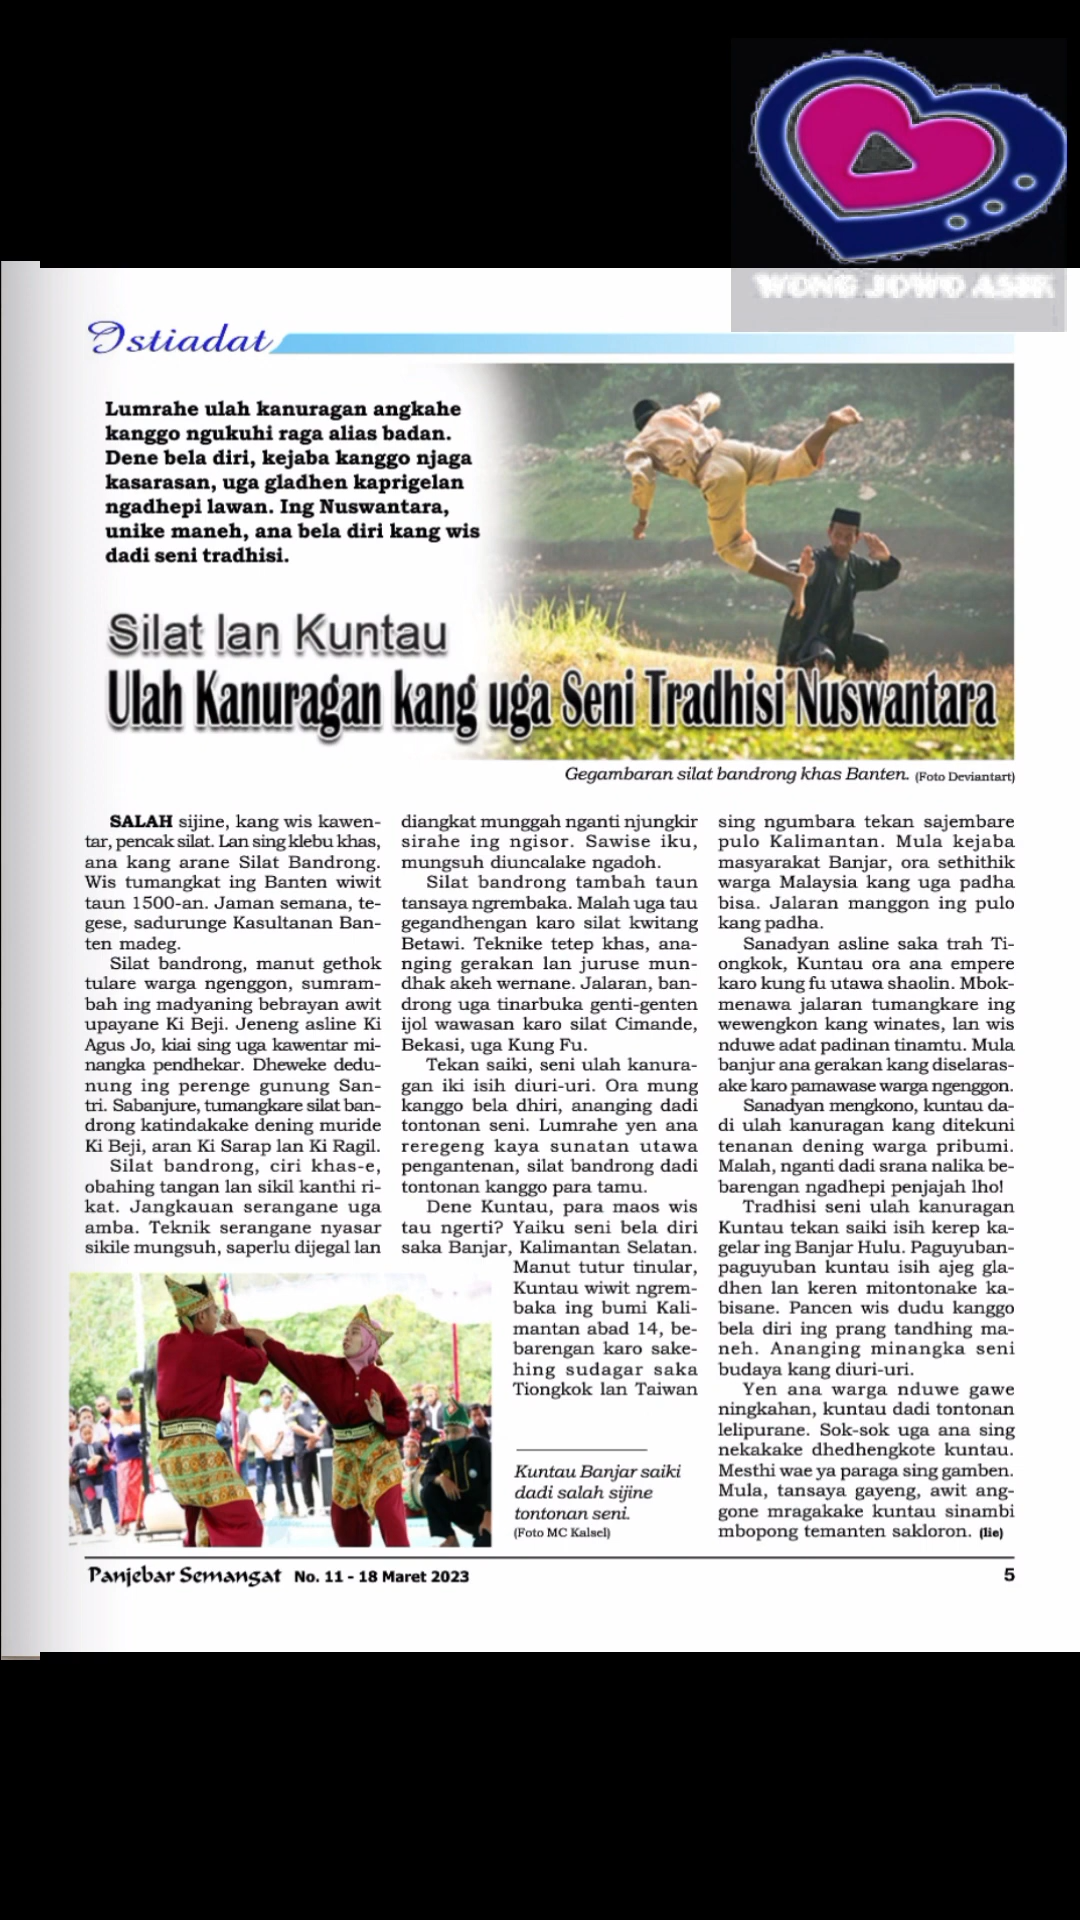 WONG JOWO ASIK
Istiadat
Lumrahe ulah kanuragan angkahe
kanggo ngukuhi raga alias badan.
Dene bela diri, kejaba kanggo njaga
kasarasan, uga gladhen kaprigelan
ngadhepi lawan. Ing Nuswantara,
unike maneh, ana bela diri kang wis
dadi seni tradhisi.
Silat lan Kuntau
Ulah Kanuragan kang uga Seni Tradhisi Nuswantara
Gegambaran silat bandrong khas Banten. (Foto Deviantart)
SALAH sijine, kang wis kawen-
tar, pencak silat. Lan sing klebu khas,
ana kang arane Silat Bandrong.
Wis tumangkat ing Banten wiwit
taun 1500-an. Jaman semana, te-
gese, sadurunge Kasultanan Ban-
ten madeg.
Silat bandrong, manut gethok
tulare warga ngenggon, sumram-
bah ing madyaning bebrayan awit
upayane Ki Beji. Jeneng asline Ki
Agus Jo, kiai sing uga kawentar mi-
nangka pendhekar. Dheweke dedu-
nung ing perenge gunung San-
tri. Sabanjure, tumangkare silat ban-
drong katindakake dening muride
Ki Beji, aran Ki Sarap lan Ki Ragil.
Silat bandrong, ciri khas-e,
obahing tangan lan sikil kanthi ri-
kat. Jangkauan serangane uga
amba. Teknik serangane nyasar
sikile mungsuh, saperlu dijegal lan
diangkat munggah nganti njungkir
sirahe ing ngisor. Sawise iku,
mungsuh diuncalake ngadoh.
Silat bandrong tambah taun
tansaya ngrembaka. Malah uga tau
gegandhengan karo silat kwitang
Betawi. Teknike tetep khas, ana-
nging gerakan lan juruse mun-
dhak akeh wernane. Jalaran, ban-
drong uga tinarbuka genti-genten
ijol wawasan karo silat Cimande,
Bekasi, uga Kung Fu.
Tekan saiki, seni ulah kanura-
gan iki isih diuri-uri. Ora mung
kanggo bela dhiri, ananging dadi
tontonan seni. Lumrahe yen ana
reregeng kaya sunatan utawa
pengantenan, silat bandrong dadi
tontonan kanggo para tamu.
Dene Kuntau, para maos wis
tau ngerti? Yaiku seni bela diri
saka Banjar, Kalimantan Selatan.
Manut tutur tinular,
Kuntau wiwit ngrem-
baka ing bumi Kali-
mantan abad 14, be-
barengan karo sake-
hing sudagar saka
Tiongkok lan Taiwan
Kuntau Banjar saiki
dadi salah sijine
tontonan seni.
(Foto MC Kalsel)
sing ngumbara tekan sajembare
pulo Kalimantan. Mula kejaba
masyarakat Banjar, ora sethithik
warga Malaysia kang uga padha
bisa. Jalaran manggon ing pulo
kang padha.
Sanadyan asline saka trah Ti-
ongkok, Kuntau ora ana empere
karo kung fu utawa shaolin. Mbok-
menawa jalaran tumangkare ing
wewengkon kang winates, lan wis
nduwe adat padinan tinamtu. Mula
banjur ana gerakan kang diselaras-
ake karo pamawase warga ngenggon.
Sanadyan mengkono, kuntau da-
di ulah kanuragan kang ditekuni
tenanan dening warga pribumi.
Malah, nganti dadi srana nalika be-
barengan ngadhepi penjajah lho!
Tradhisi seni ulah kanuragan
Kuntau tekan saiki isih kerep ka-
gelar ing Banjar Hulu. Paguyuban-
paguyuban kuntau isih ajeg gla-
dhen lan keren mitontonake ka-
bisane. Pancen wis dudu kanggo
bela diri ing prang tandhing ma-
neh. Ananging minangka seni
budaya kang diuri-uri.
Yen ana warga nduwe gawe
ningkahan, kuntau dadi tontonan
lelipurane. Sok-sok uga ana sing
nekakake dhedhengkote kuntau.
Mesthi wae ya paraga sing gamben.
Mula, tansaya gayeng, awit ang-
gone mragakake kuntau sinambi
mbopong temanten sakloron. (lie)
Panjebar Semangat No. 11 - 18 Maret 2023
5